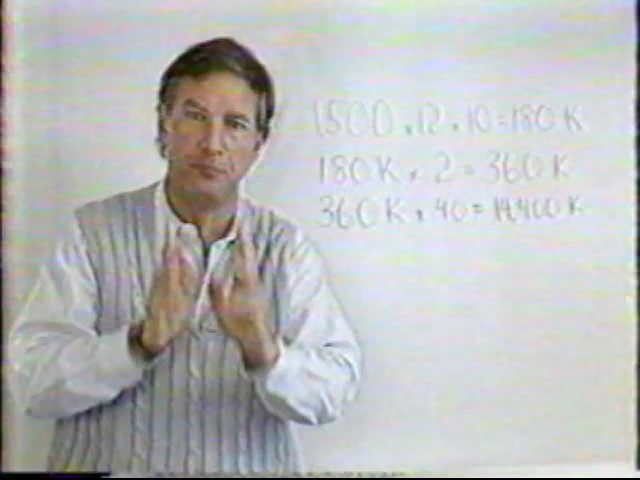 1500 x 12 x 10 = 180 K
180 K x 2 = 360 K
360 K x 40 = 14,400 K